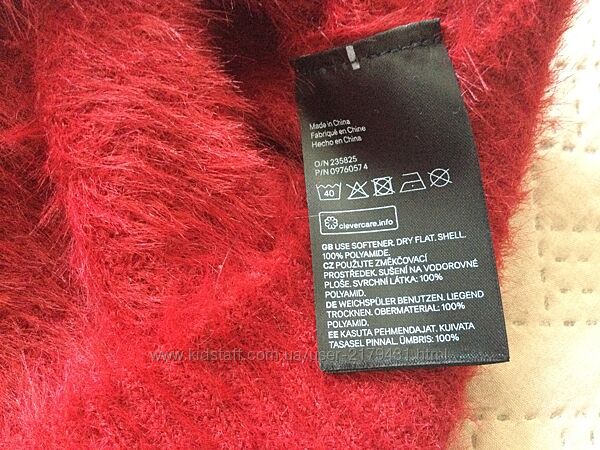 Made in China
Fabriqué en Chine
Hecho en China
O/N 235825
P/N 09760574
40
clevercare.info
GB USE SOFTENER. DRY FLAT. SHELL:
100% POLYAMIDE.
CZ POUŽIJTE ZMĚKČOVACÍ
PROSTŘEDEK. SUŠENÍ NA VODOROVNÉ
PLOŠE. SVRCHNÍ LÁTKA: 100%
POLYAMID.
DE WEICHSPÜLER BENUTZEN. LIEGEND
TROCKNEN. OBERMATERIAL: 100%
POLYAMID.
EE KASUTA PEHMENDAJAT. KUIVATA
TASASEL PINNAL. ÜMBRIS: 100%
www.kidstaff.com.ua/user-2179431.html